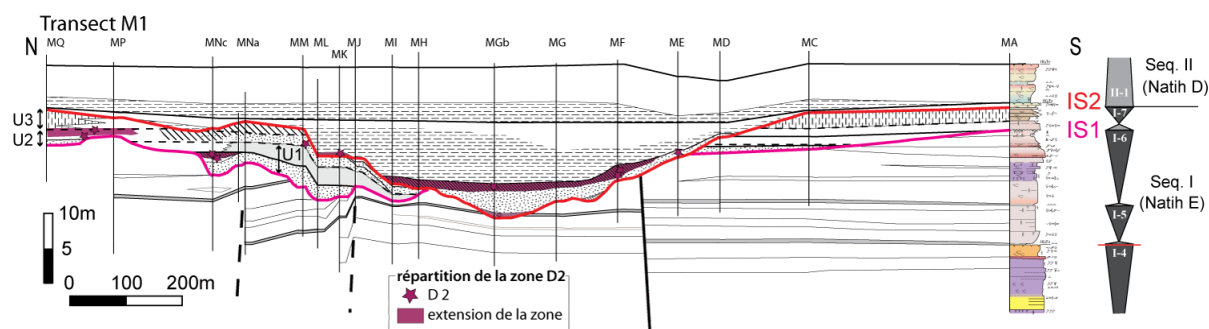 Transect M1
N
MQ MP MNc MNa MM ML MK MJ MI MH MGb MG MF ME MD MC MA
S
Seq. II
(Natih D)
II-1
IS2
IS1
I-7
I-6
Seq. I
(Natih E)
I-5
I-4
U3
U2
U1
10m
5
0 100 200m
répartition de la zone D2
D 2
extension de la zone